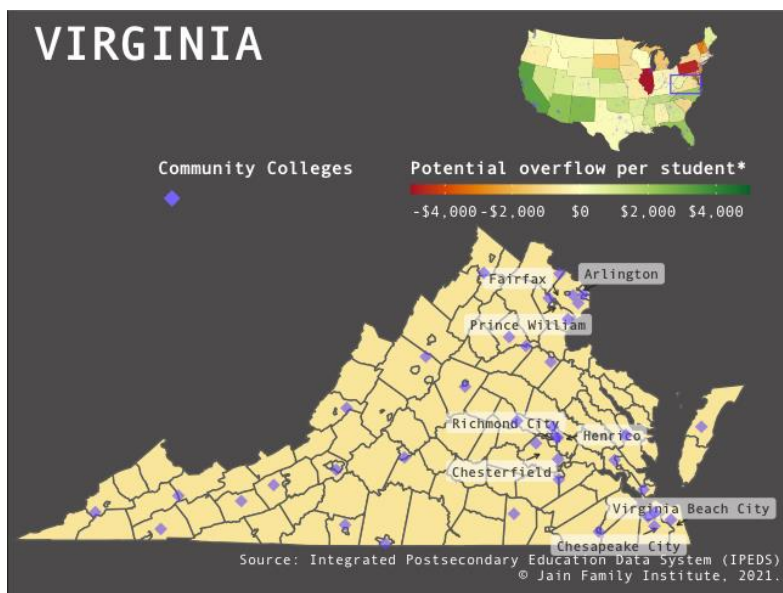 VIRGINIA
Community Colleges
Potential overflow per student*
-$4,000 -$2,000 $0 $2,000 $4,000
Fairfax
Arlington
Prince William
Richmond City
Henrico
Chesterfield
Virginia Beach City
Chesapeake City
Source: Integrated Postsecondary Education Data System (IPEDS)
© Jain Family Institute, 2021.